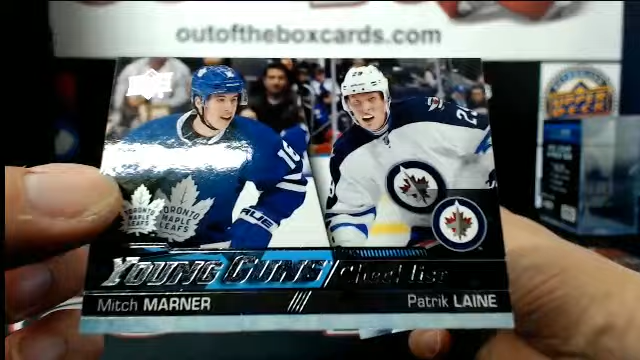 outoftheboxcards.com
16
29
TORONTO
MAPLE
LEAFS
YOUNG GUNS / Checklist
Mitch MARNER
Patrik LAINE